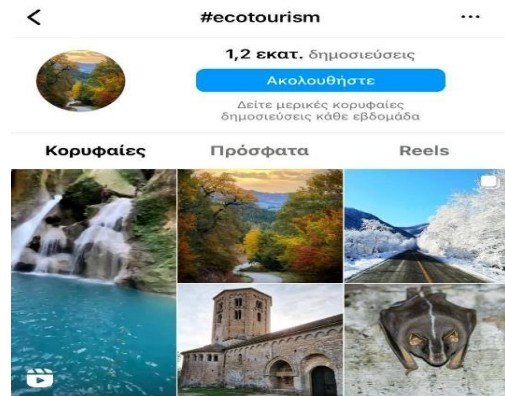 #ecotourism
1,2 εκατ. δημοσιεύσεις
Ακολουθήστε
Δείτε μερικές κορυφαίες
δημοσιεύσεις κάθε εβδομάδα
Κορυφαίες Πρόσφατα Reels